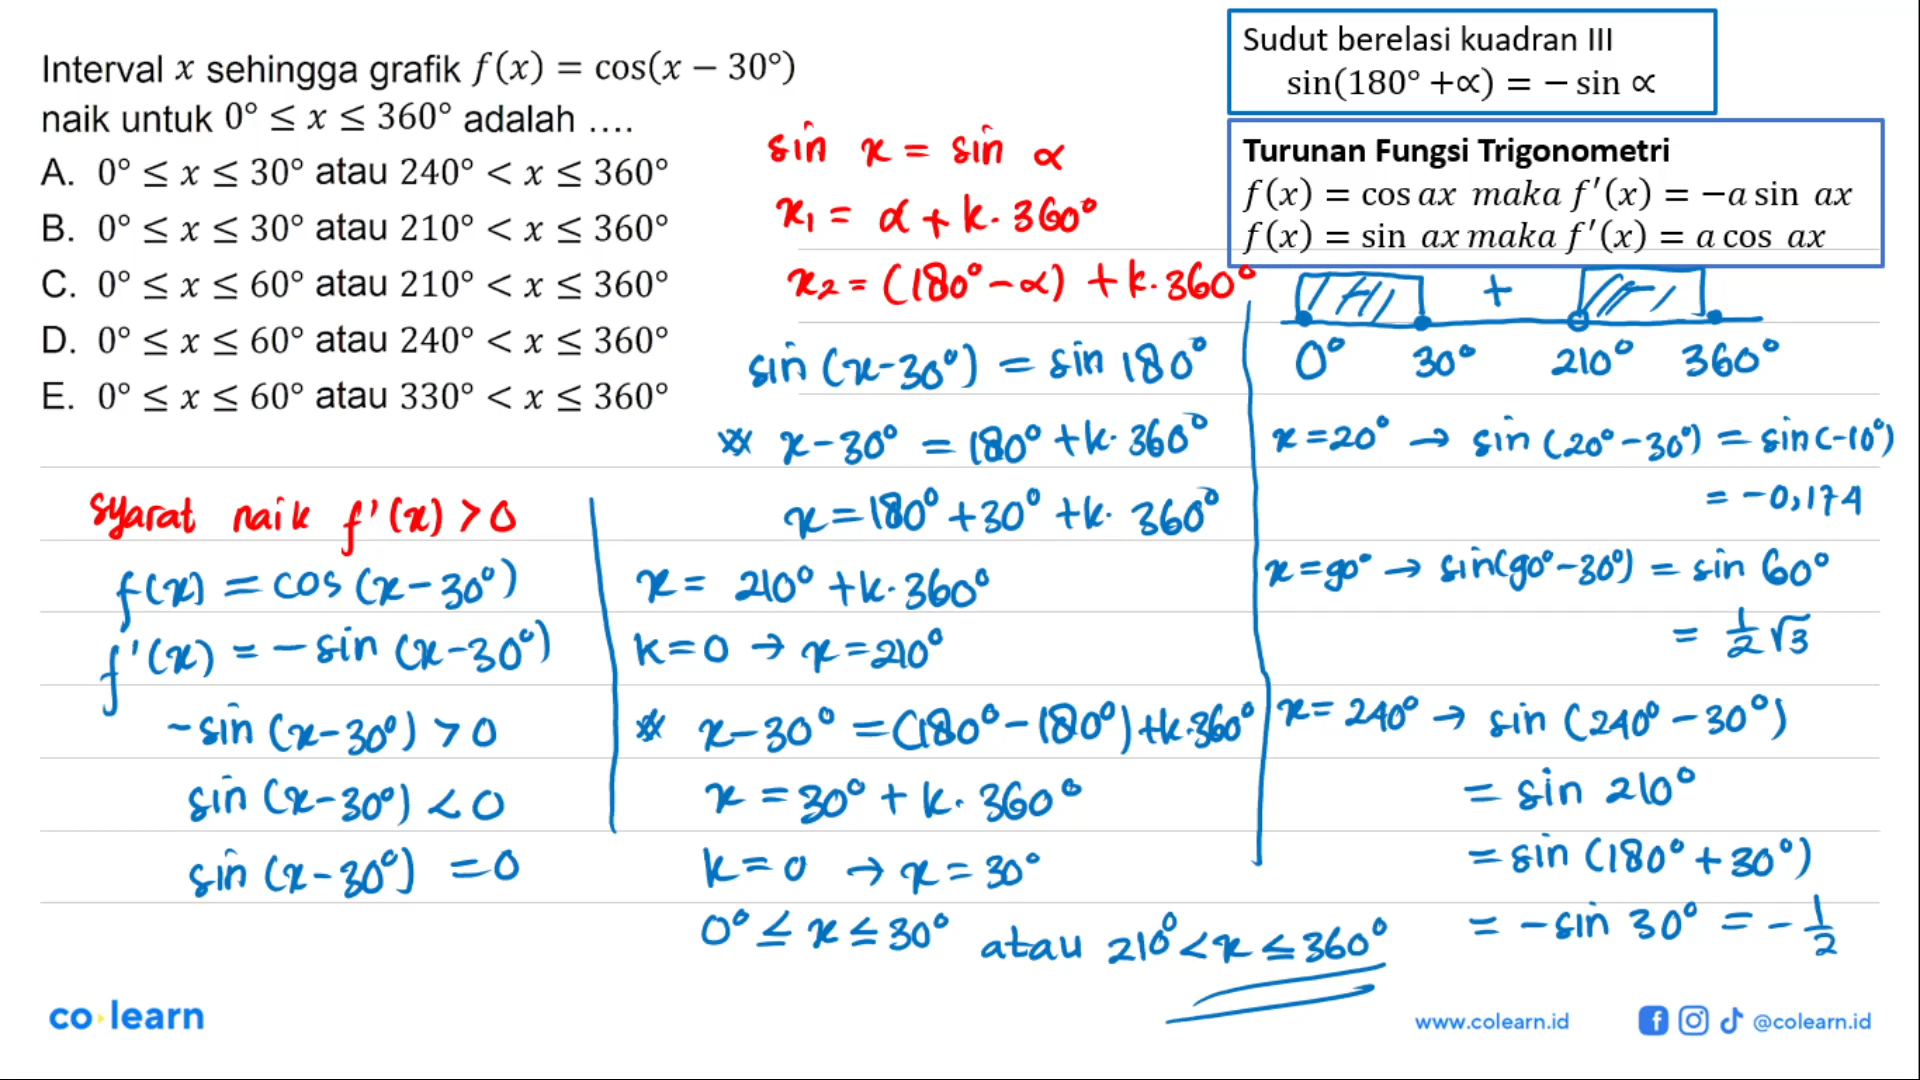 Interval x sehingga grafik f(x) = cos(x − 30°)
naik untuk 0° ≤ x ≤ 360° adalah ....
A. 0° ≤ x ≤ 30° atau 240° < x ≤ 360°
B. 0° ≤ x ≤ 30° atau 210° < x ≤ 360°
C. 0° ≤ x ≤ 60° atau 210° < x ≤ 360°
D. 0° ≤ x ≤ 60° atau 240° < x ≤ 360°
E. 0° ≤ x ≤ 60° atau 330° < x ≤ 360°
Sudut berelasi kuadran III
sin(180° +∝) = − sin ∝
Turunan Fungsi Trigonometri
f(x) = cos ax maka f'(x) = −a sin ax
f(x) = sin ax maka f'(x) = a cos ax
syarat naik f'(x) > 0
f(x) = cos (x-30°)
f'(x) = - sin (x-30°)
-sin (x-30°) > 0
sin (x-30°) < 0
sin (x-30°) = 0
sin x = sin α
x1 = α + k. 360°
x2 = (180° - α) + k. 360°
sin (x-30°) = sin 180°
** x-30° = 180° + k. 360°
x = 180° + 30° + k. 360°
x = 210° + k. 360°
k = 0 → x = 210°
* x-30° = (180° - 180°) + k.360°
x = 30° + k. 360°
k = 0 → x = 30°
0° ≤ x ≤ 30° atau 210° < x ≤ 360°
+
0° 30° 210° 360°
x = 20° → sin (20°-30°) = sin(-10°)
= -0,174
x = 90° → sin(90°-30°) = sin 60°
= 1/2 √3
x = 240° → sin (240° - 30°)
= sin 210°
= sin (180° + 30°)
= - sin 30° = - 1/2
co learn
www.colearn.id @colearn.id